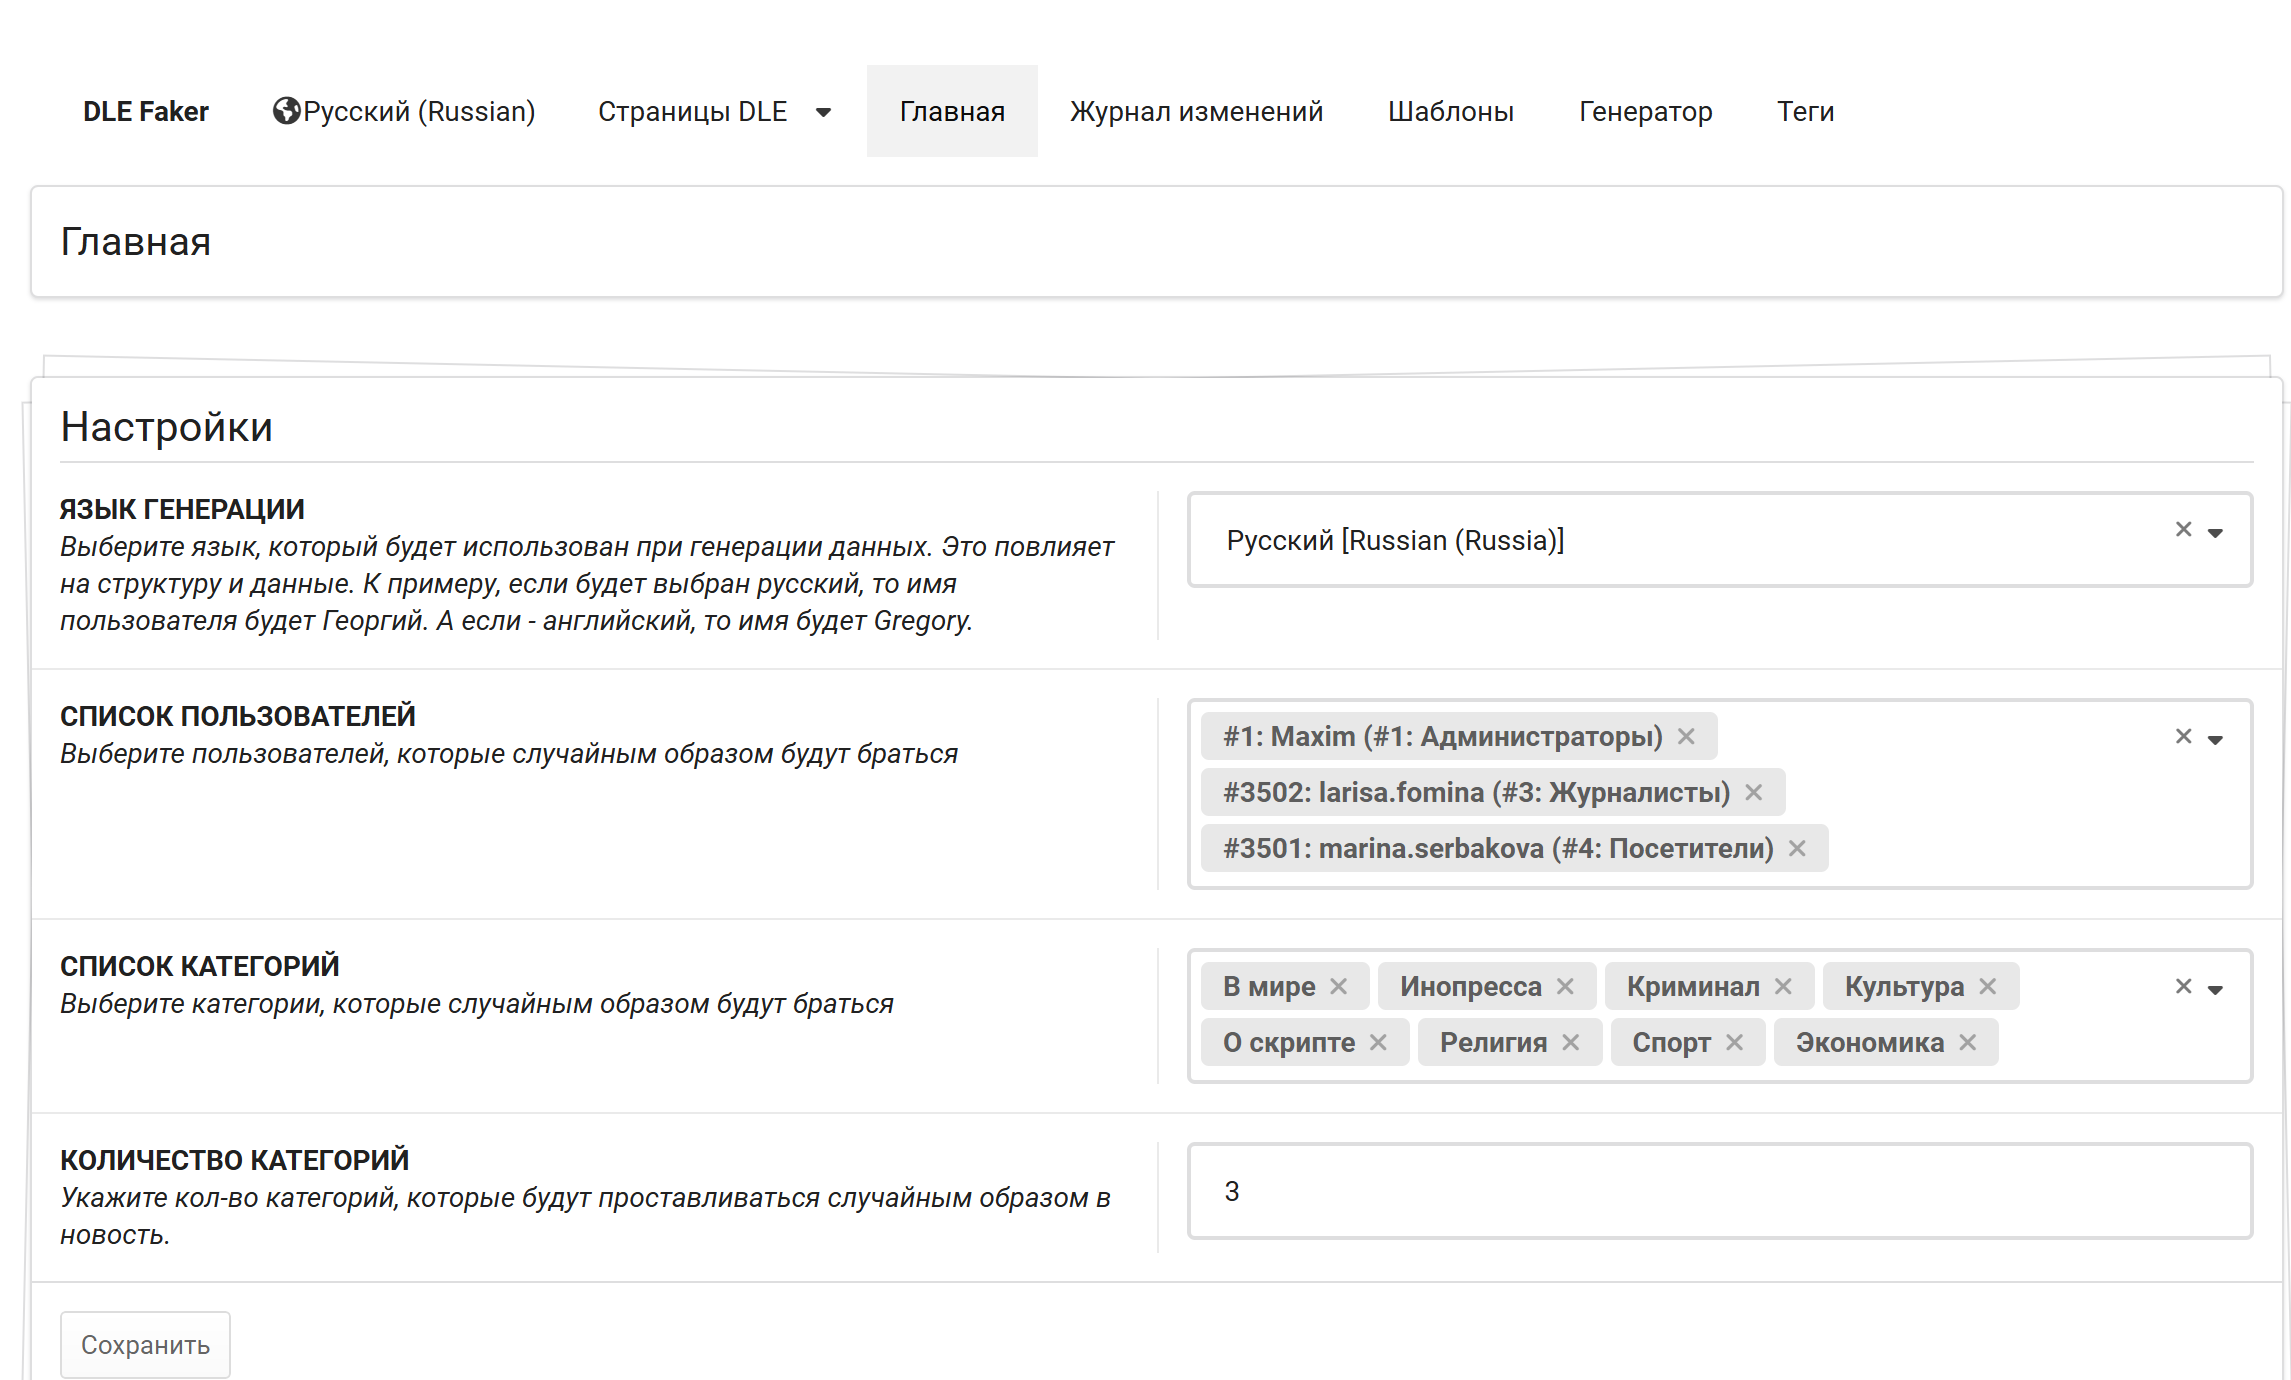 DLE Faker Русский (Russian) Страницы DLE Главная Журнал изменений Шаблоны Генератор Теги
Главная
Настройки
ЯЗЫК ГЕНЕРАЦИИ
Выберите язык, который будет использован при генерации данных. Это повлияет
на структуру и данные. К примеру, если будет выбран русский, то имя
пользователя будет Георгий. А если - английский, то имя будет Gregory.
Русский [Russian (Russia)]
СПИСОК ПОЛЬЗОВАТЕЛЕЙ
Выберите пользователей, которые случайным образом будут браться
#1: Maxim (#1: Администраторы)
#3502: larisa.fomina (#3: Журналисты)
#3501: marina.serbakova (#4: Посетители)
СПИСОК КАТЕГОРИЙ
Выберите категории, которые случайным образом будут браться
В мире Инопресса Криминал Культура
О скрипте Религия Спорт Экономика
КОЛИЧЕСТВО КАТЕГОРИЙ
Укажите кол-во категорий, которые будут проставливаться случайным образом в
новость.
3
Сохранить